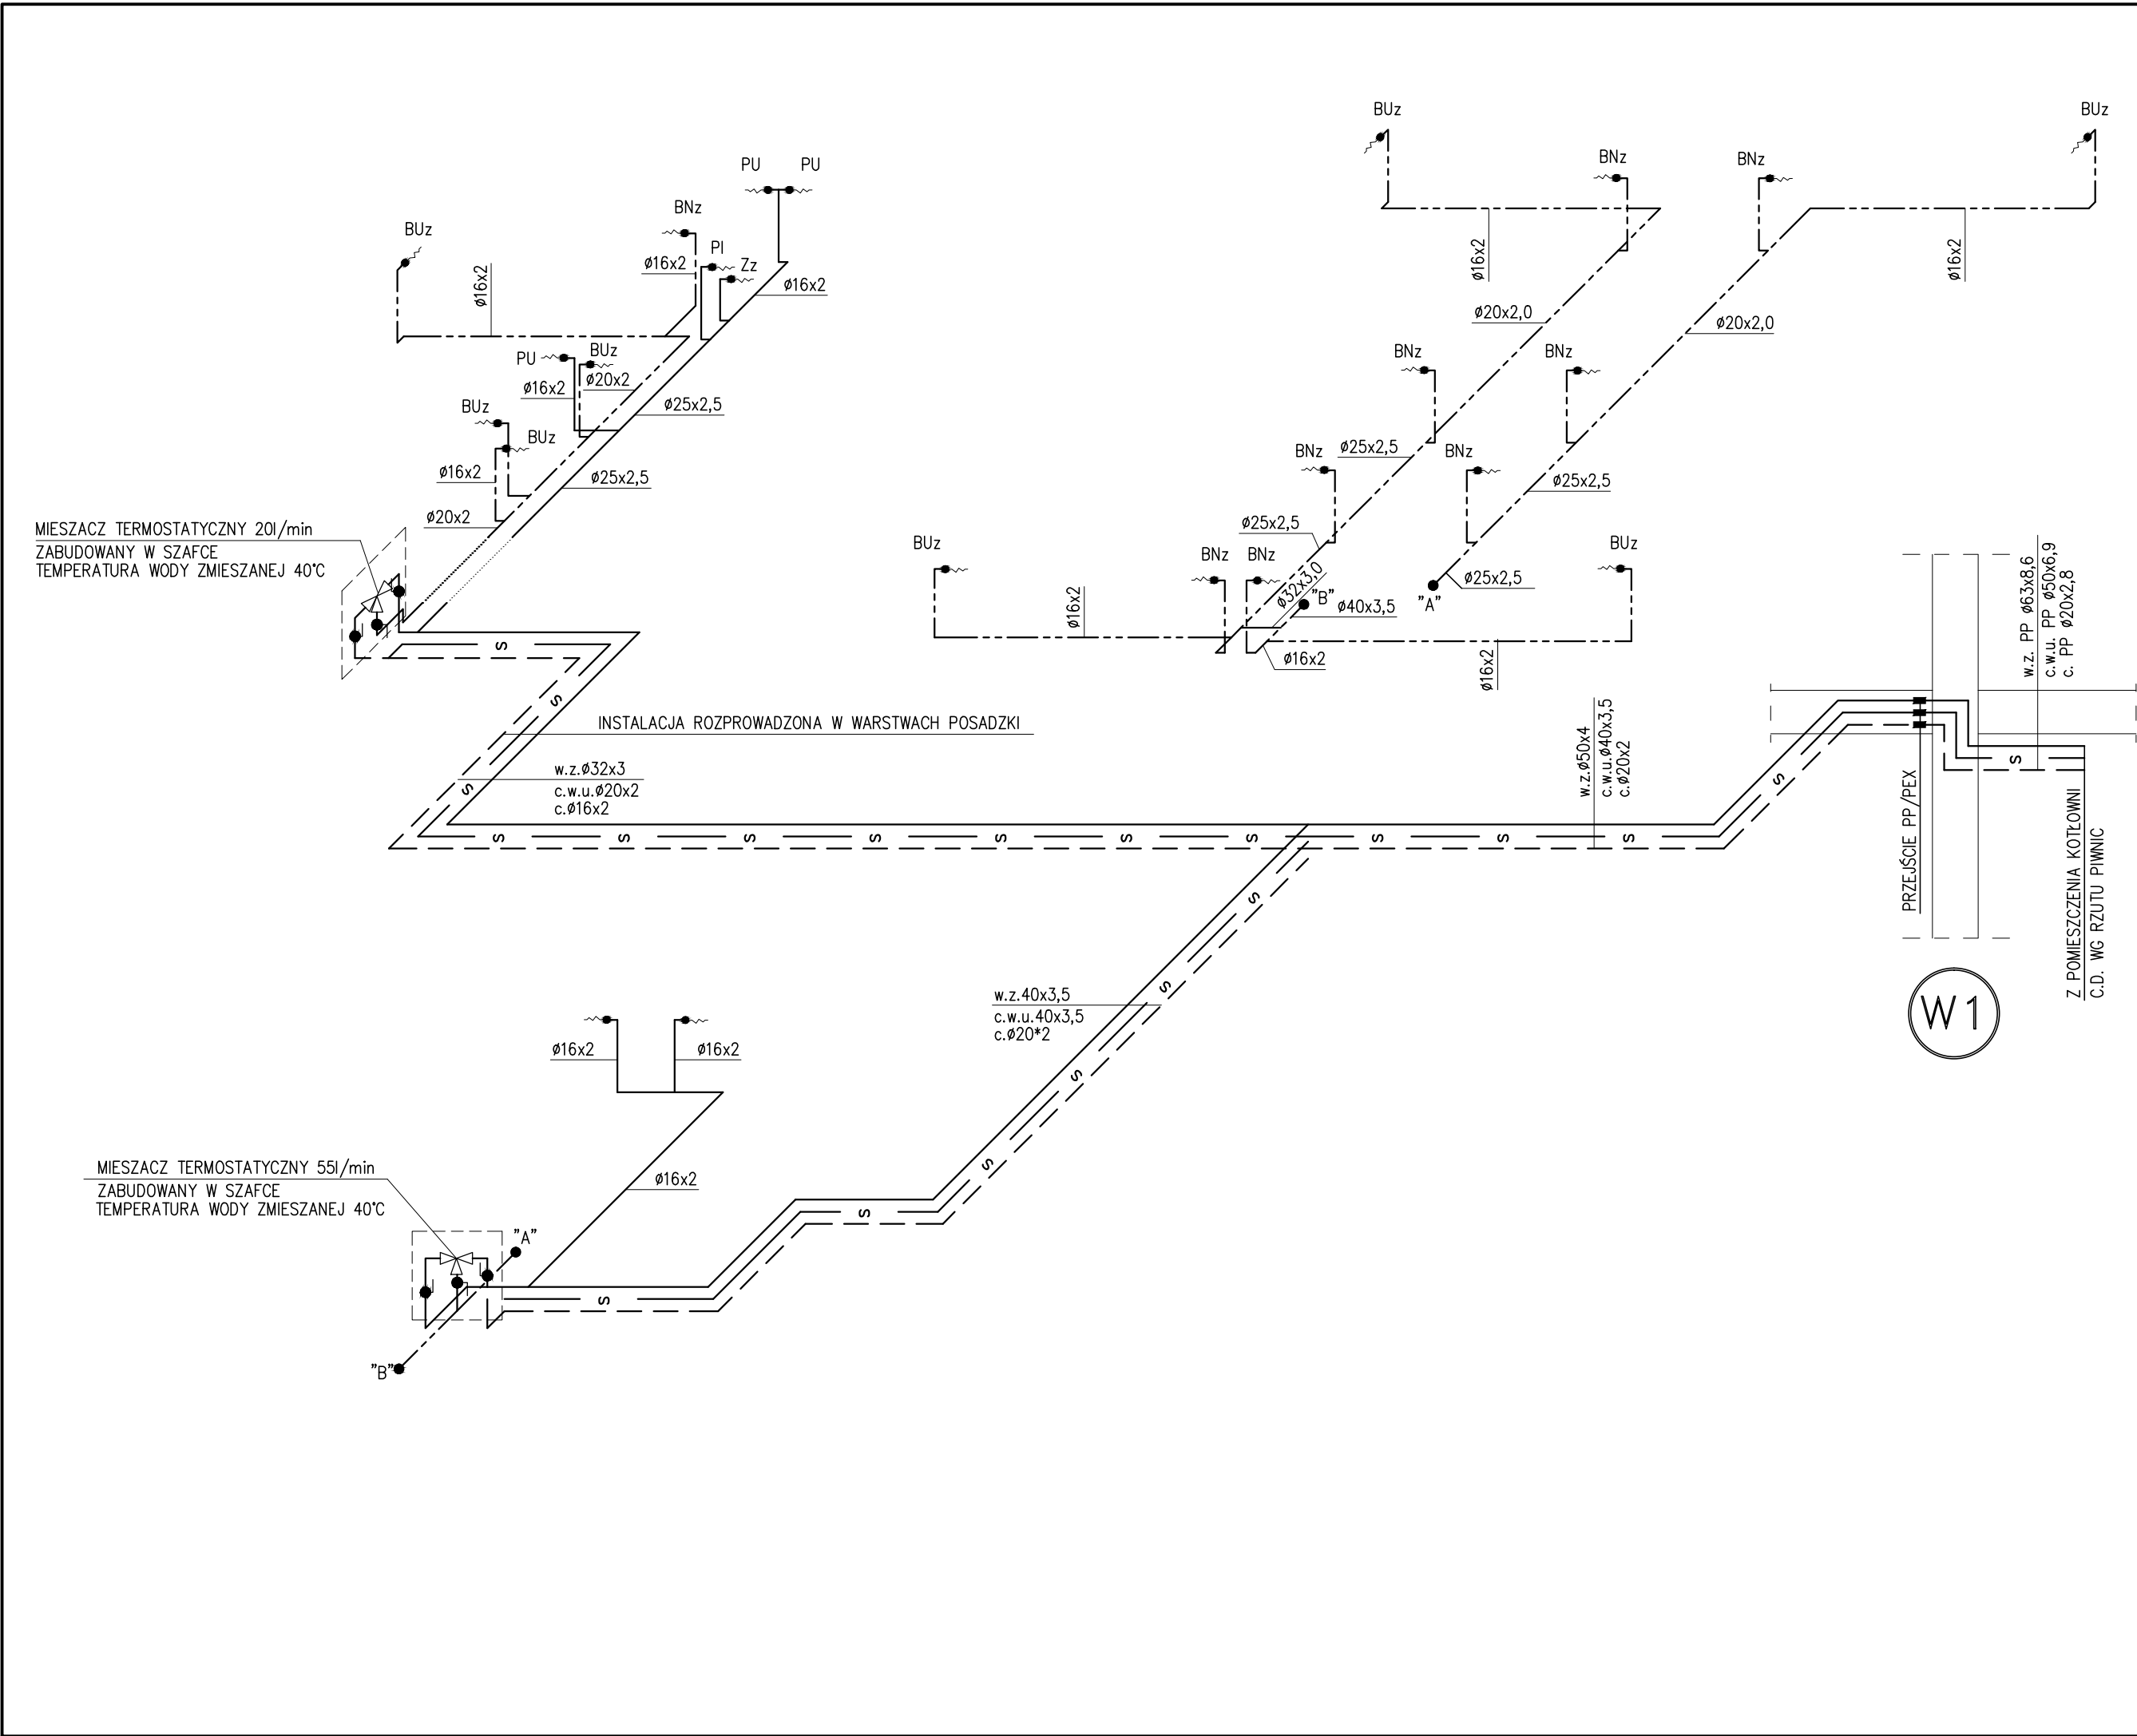 BUz
BUz
BNz
BNz
PU PU
BNz
BUz
PI
Zz
ø16x2
ø16x2
ø16x2
ø16x2
ø16x2
ø16x2
ø20x2,0
ø20x2,0
PU
BUz
ø16x2
ø20x2
ø25x2,5
BNz
BNz
BUz
BUz
ø16x2
ø25x2,5
ø20x2
BNz
ø25x2,5
BNz
ø25x2,5
ø25x2,5
MIESZACZ TERMOSTATYCZNY 20l/min
ZABUDOWANY W SZAFCE
TEMPERATURA WODY ZMIESZANEJ 40°C
BUz
BNz
BNz
BUz
ø32x3,0
"B"
ø40x3,5
"A"
ø25x2,5
ø16x2
ø16x2
ø16x2
w.z. PP ø63x8,6
c.w.u. PP ø50x6,9
c. PP ø20x2,8
S
S
INSTALACJA ROZPROWADZONA W WARSTWACH POSADZKI
w.z.ø32x3
c.w.u.ø20x2
c.ø16x2
S
w.z.ø50x4
c.w.u.ø40x3,5
c.ø20x2
S
S
PRZEJŚCIE PP/PEX
Z POMIESZCZENIA KOTŁOWNI
C.D. WG RZUTU PIWNIC
S S S S S S S S S S
S
S
S
S
w.z.40x3,5
c.w.u.40x3,5
c.ø20*2
W1
ø16x2
ø16x2
ø16x2
MIESZACZ TERMOSTATYCZNY 55l/min
ZABUDOWANY W SZAFCE
TEMPERATURA WODY ZMIESZANEJ 40°C
S
"A"
S
"B"